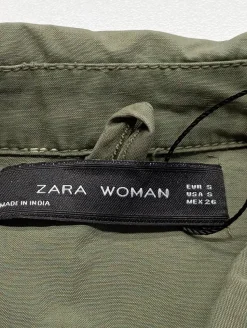 ZARA WOMAN
MADE IN INDIA
EUR S
USA S
MEX 26